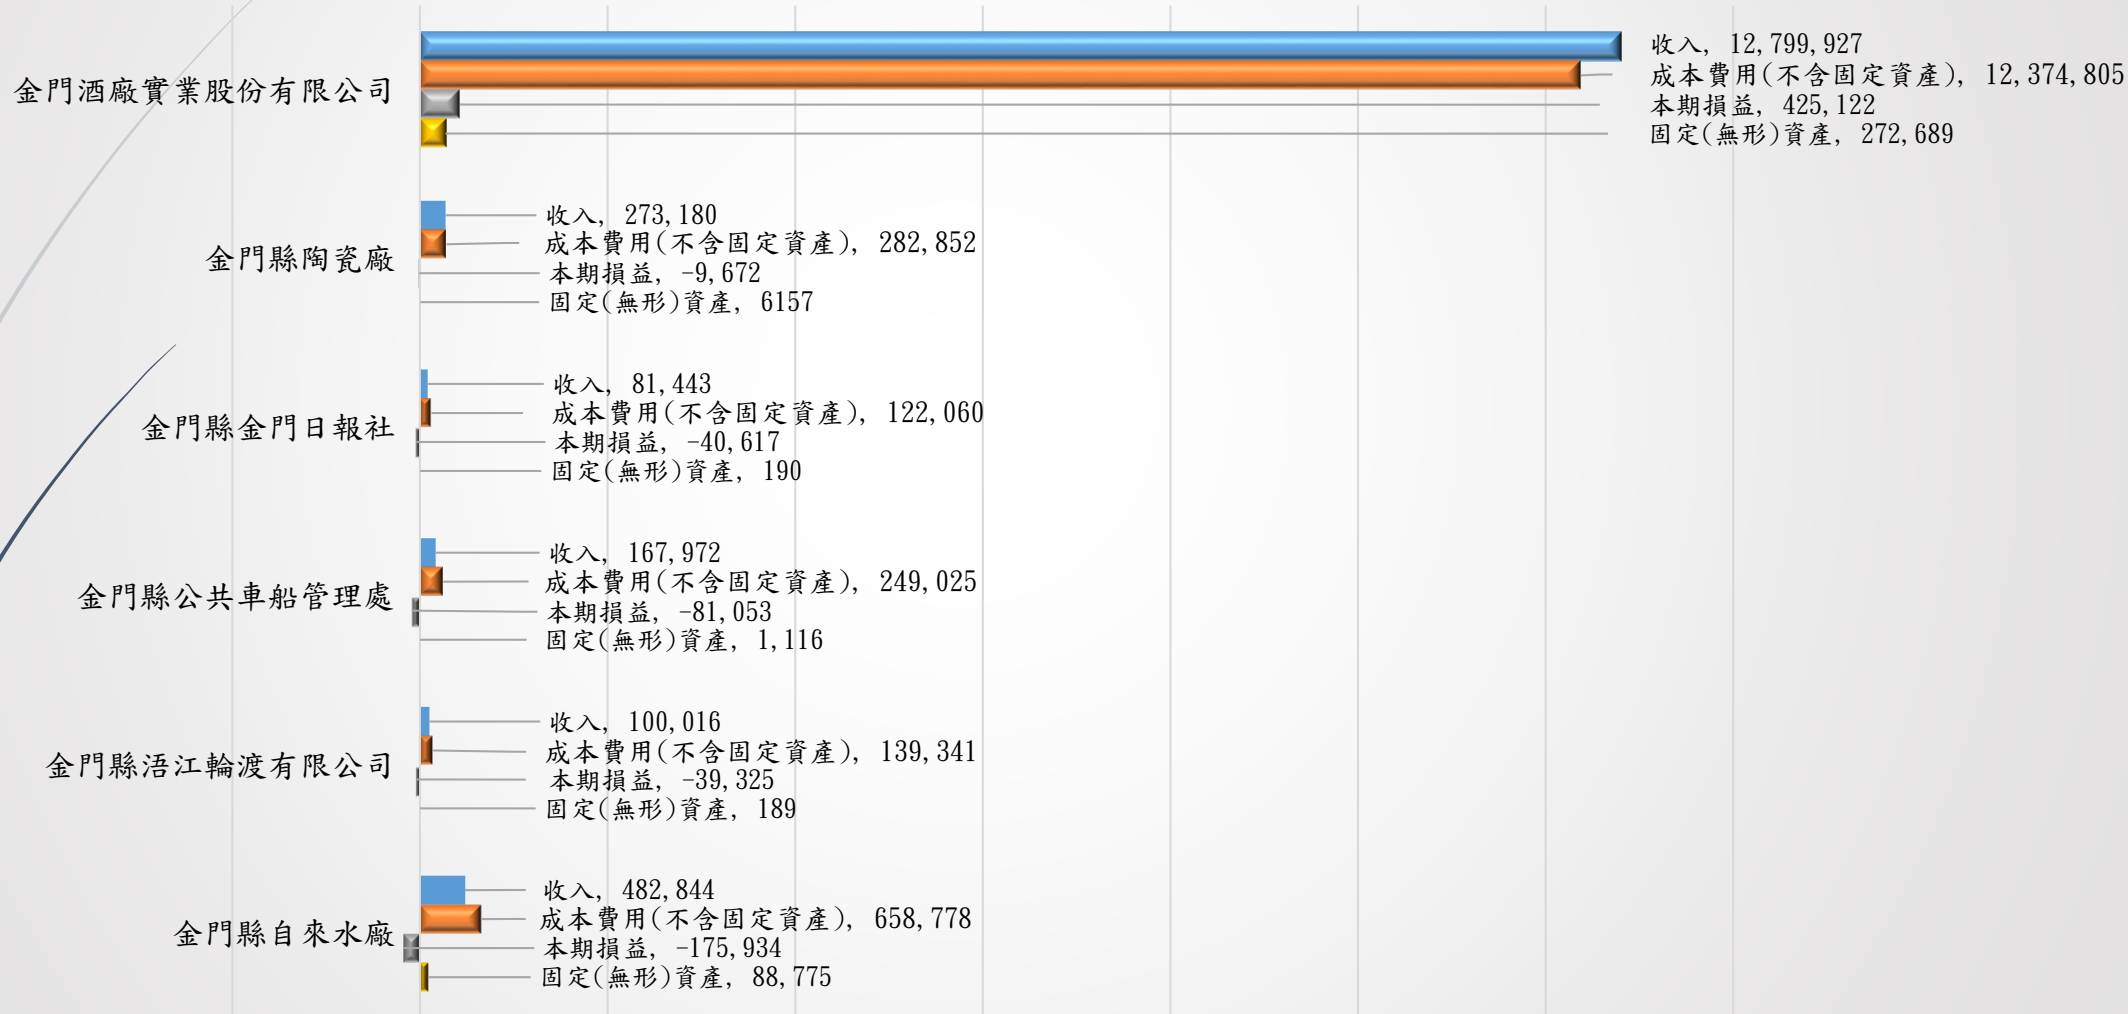 金門酒廠實業股份有限公司
收入, 12,799,927
成本費用(不含固定資產), 12,374,805
本期損益, 425,122
固定(無形)資產, 272,689
金門縣陶瓷廠
收入, 273,180
成本費用(不含固定資產), 282,852
本期損益, -9,672
固定(無形)資產, 6157
金門縣金門日報社
收入, 81,443
成本費用(不含固定資產), 122,060
本期損益, -40,617
固定(無形)資產, 190
金門縣公共車船管理處
收入, 167,972
成本費用(不含固定資產), 249,025
本期損益, -81,053
固定(無形)資產, 1,116
金門縣浯江輪渡有限公司
收入, 100,016
成本費用(不含固定資產), 139,341
本期損益, -39,325
固定(無形)資產, 189
金門縣自來水廠
收入, 482,844
成本費用(不含固定資產), 658,778
本期損益, -175,934
固定(無形)資產, 88,775